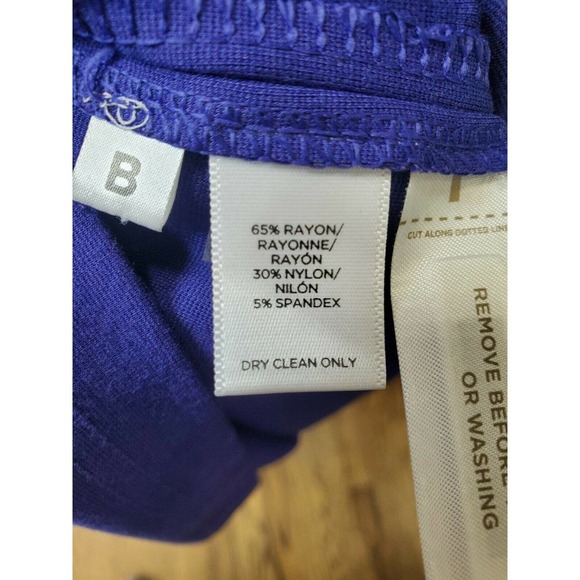 B
65% RAYON/
RAYONNE/
RAYÓN
30% NYLON/
NILÓN
5% SPANDEX
DRY CLEAN ONLY
CUT ALONG DOTTED LINE
REMOVE BEFORE
OR WASHING